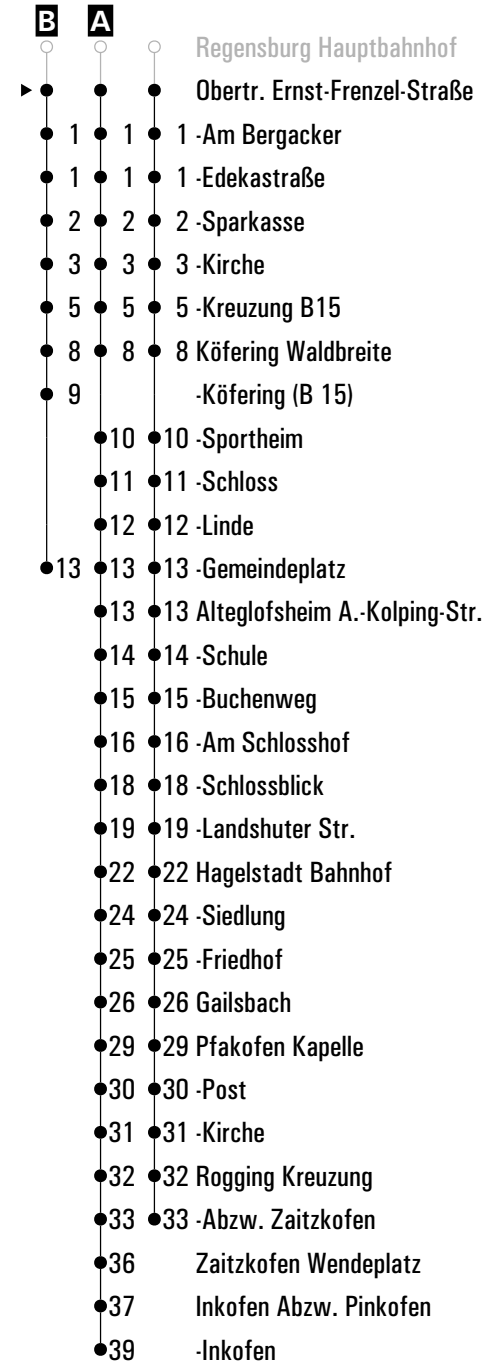 B A
Regensburg Hauptbahnhof
Obertr. Ernst-Frenzel-Straße
1 1 1 -Am Bergacker
1 1 1 -Edekastraße
2 2 2 -Sparkasse
3 3 3 -Kirche
5 5 5 -Kreuzung B15
8 8 8 Köfering Waldbreite
9 -Köfering (B 15)
10 10 -Sportheim
11 11 -Schloss
12 12 -Linde
13 13 13 -Gemeindeplatz
13 13 Alteglofsheim A.-Kolping-Str.
14 14 -Schule
15 15 -Buchenweg
16 16 -Am Schlosshof
18 18 -Schlossblick
19 19 -Landshuter Str.
22 22 Hagelstadt Bahnhof
24 24 -Siedlung
25 25 -Friedhof
26 26 Gailsbach
29 29 Pfakofen Kapelle
30 30 -Post
31 31 -Kirche
32 32 Rogging Kreuzung
33 33 -Abzw. Zaitzkofen
36 Zaitzkofen Wendeplatz
37 Inkofen Abzw. Pinkofen
39 -Inkofen